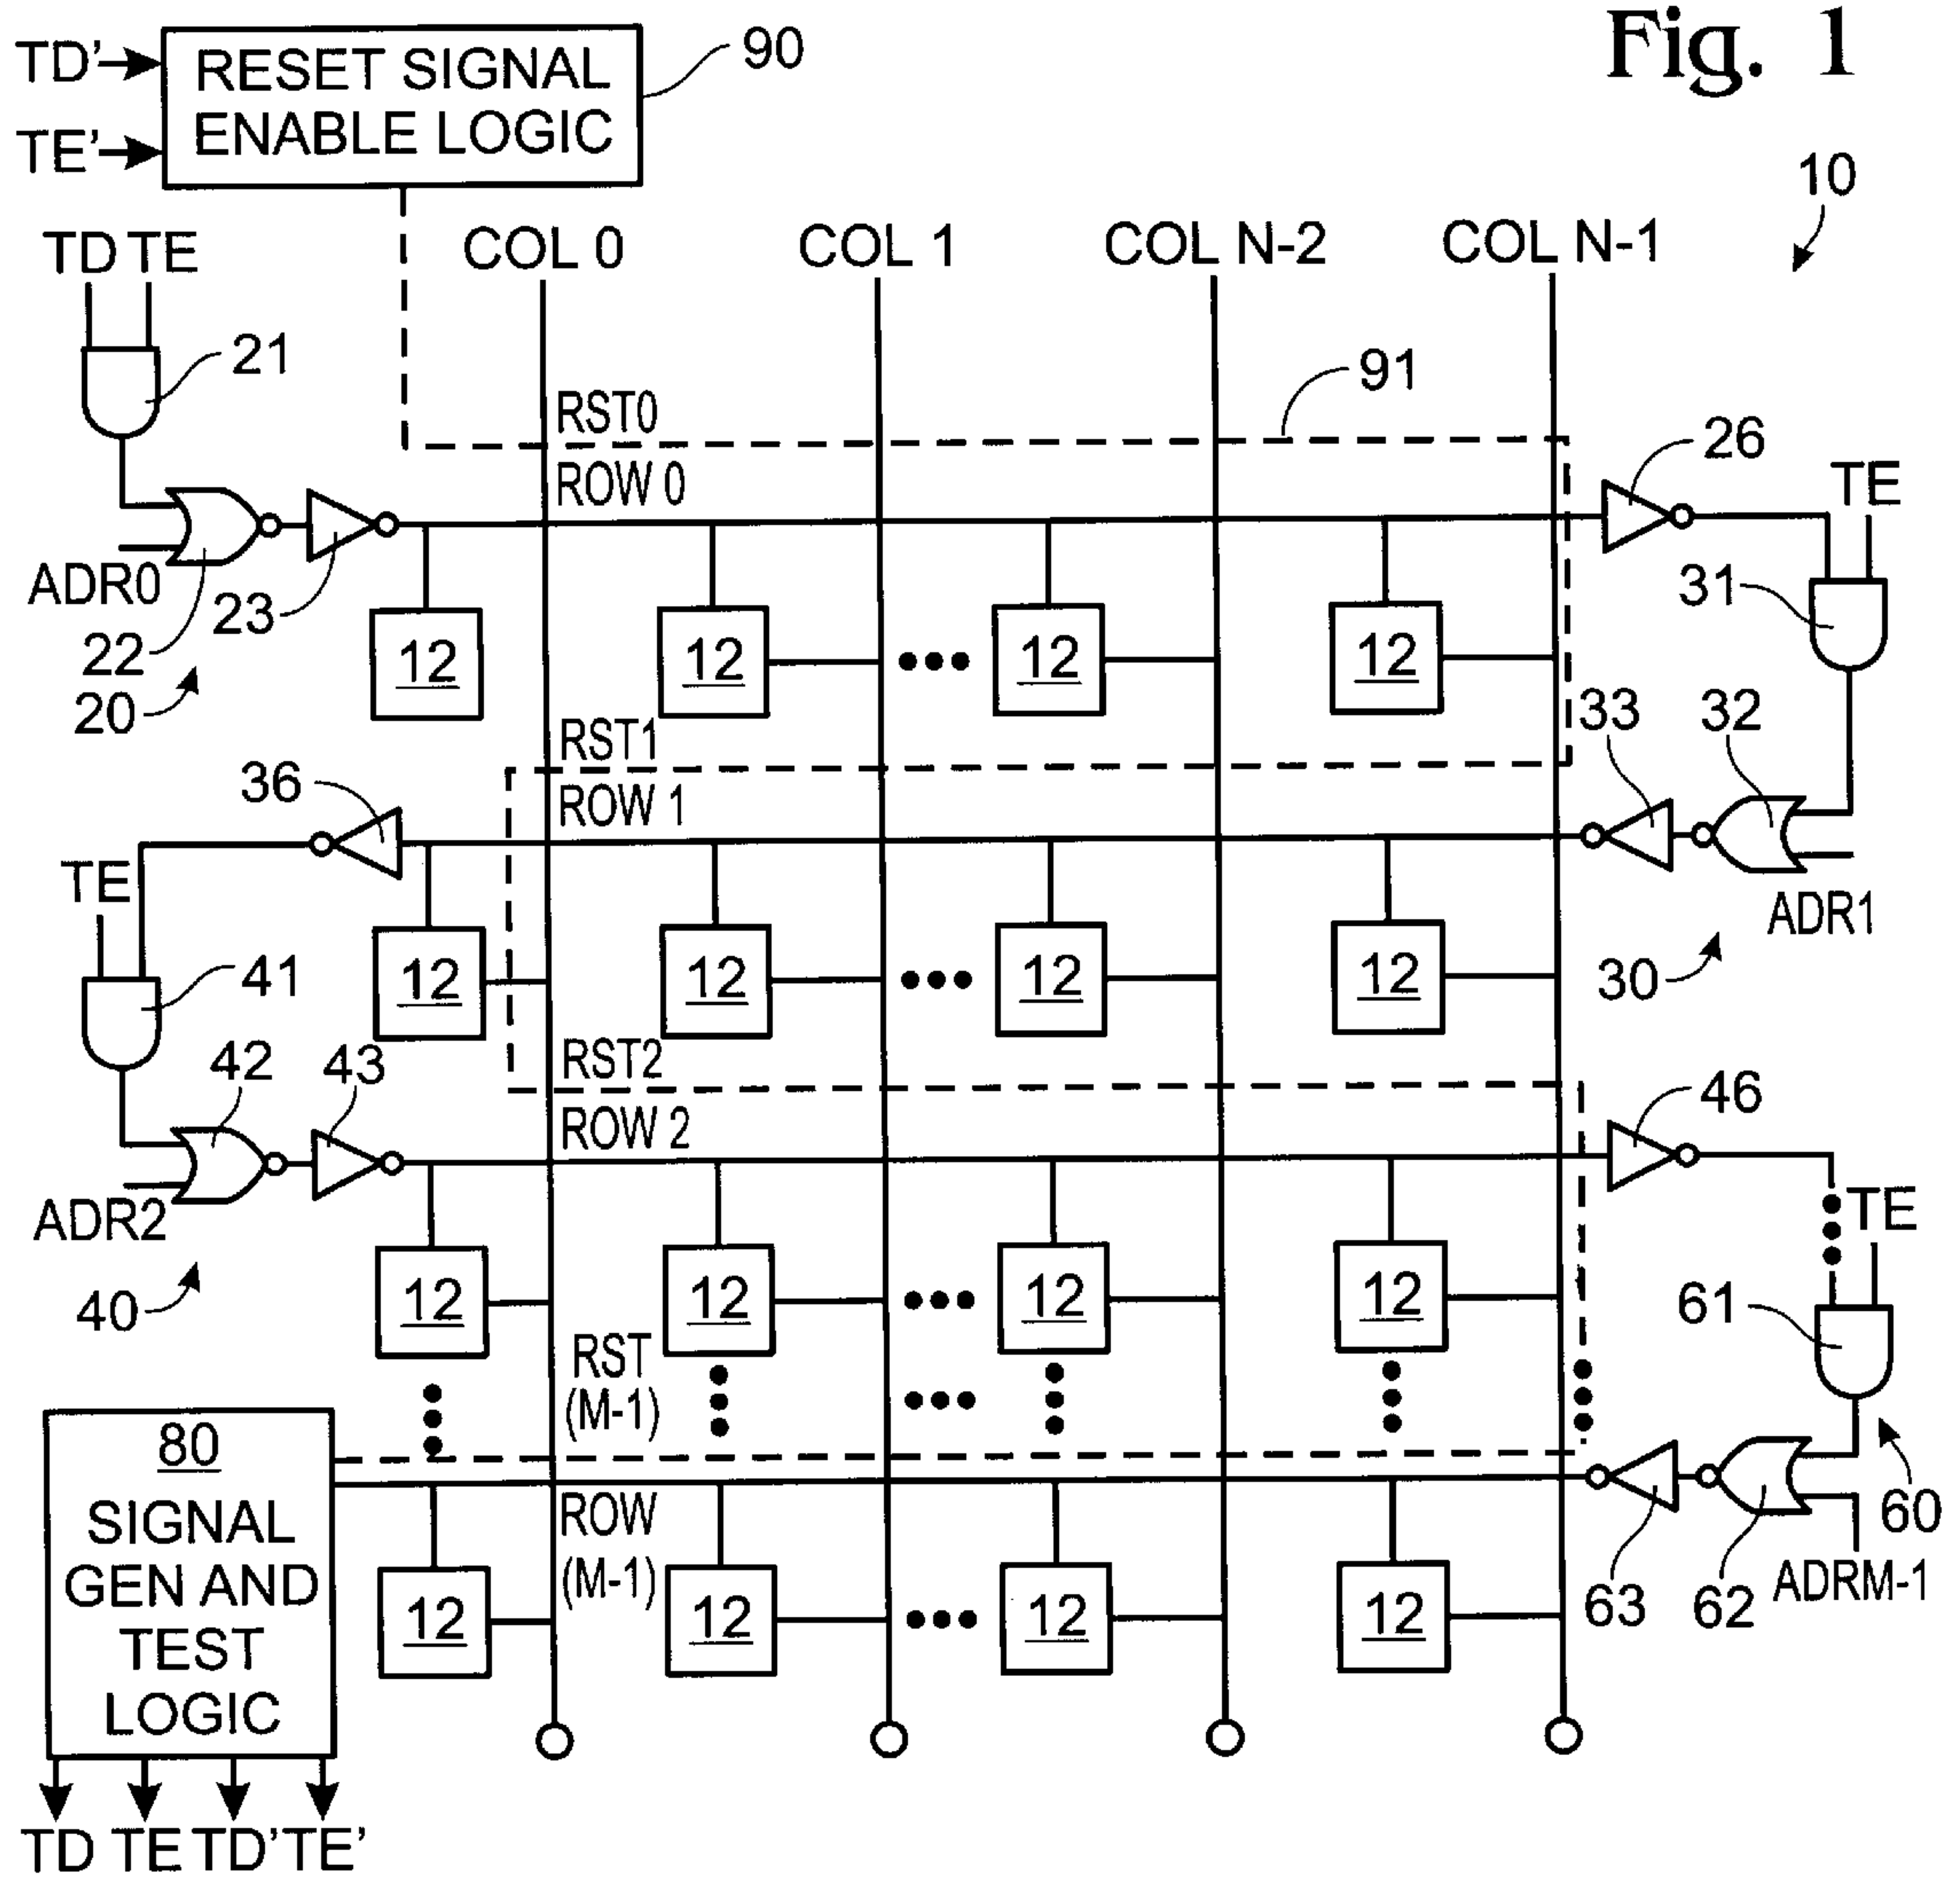 Fig. 1
TD'
RESET SIGNAL
ENABLE LOGIC
90
TE'
10
TD TE
COL 0
COL 1
COL N-2
COL N-1
21
91
RST0
26
ROW 0
TE
ADR0
23
31
22
12
12
12
12
20
33
32
RST1
36
ROW 1
TE
ADR1
41
12
12
12
12
30
42
43
RST2
46
ROW 2
TE
ADR2
40
12
12
12
12
61
RST
(M-1)
80
SIGNAL
GEN AND
TEST
LOGIC
ROW
(M-1)
60
12
12
12
12
63
62
ADRM-1
TD TE TD' TE'